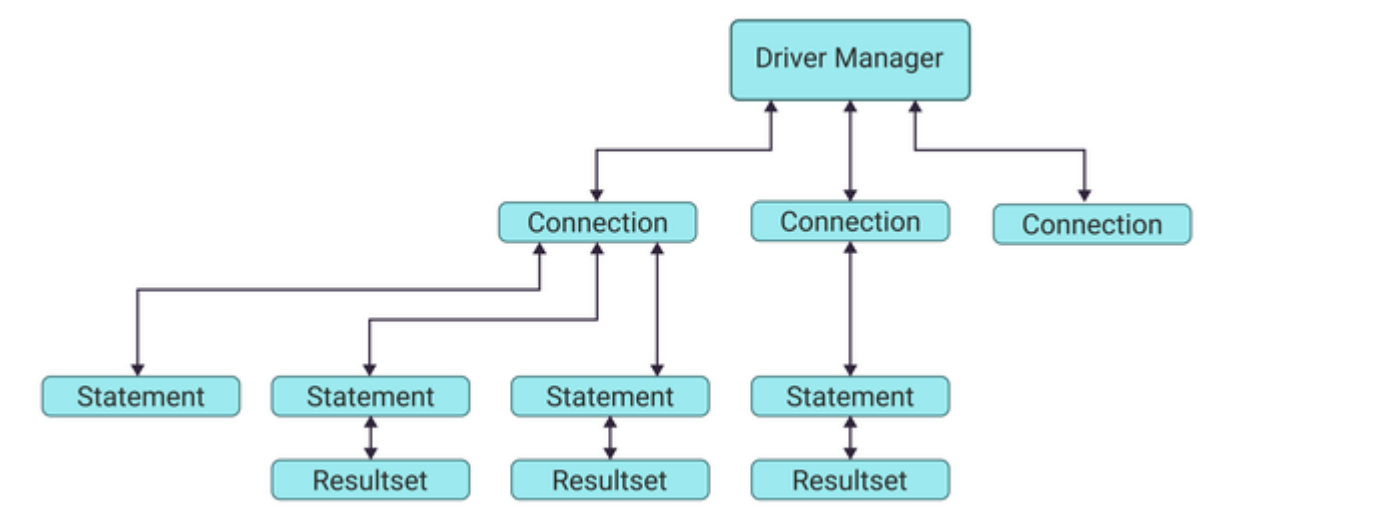 Driver Manager
Connection
Connection
Connection
Statement
Statement
Statement
Statement
Resultset
Resultset
Resultset